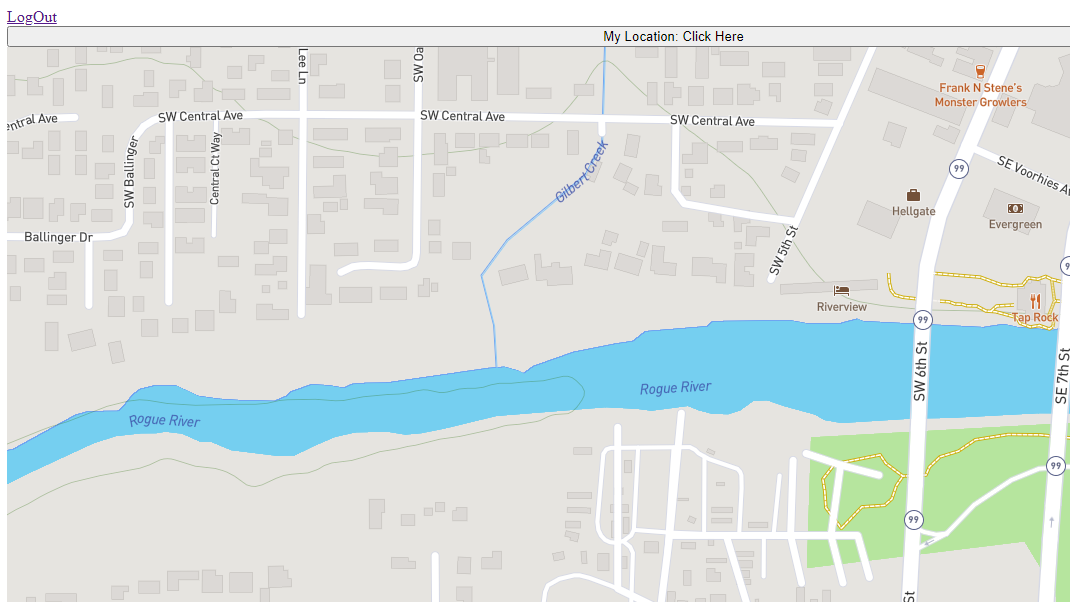 LogOut
My Location: Click Here
Lee Ln
SW Oa
Frank N Stene's
Monster Growlers
entral Ave
SW Central Ave
SW Central Ave
SW Central Ave
99
SE Voorhies Av
SW Ballinger
Central Ct Way
Gilbert Creek
Hellgate
Evergreen
Ballinger Dr
SW 5th St
9
Riverview
Tap Rock
99
SW 6th St
SE 7th St
Rogue River
Rogue River
99
99
St